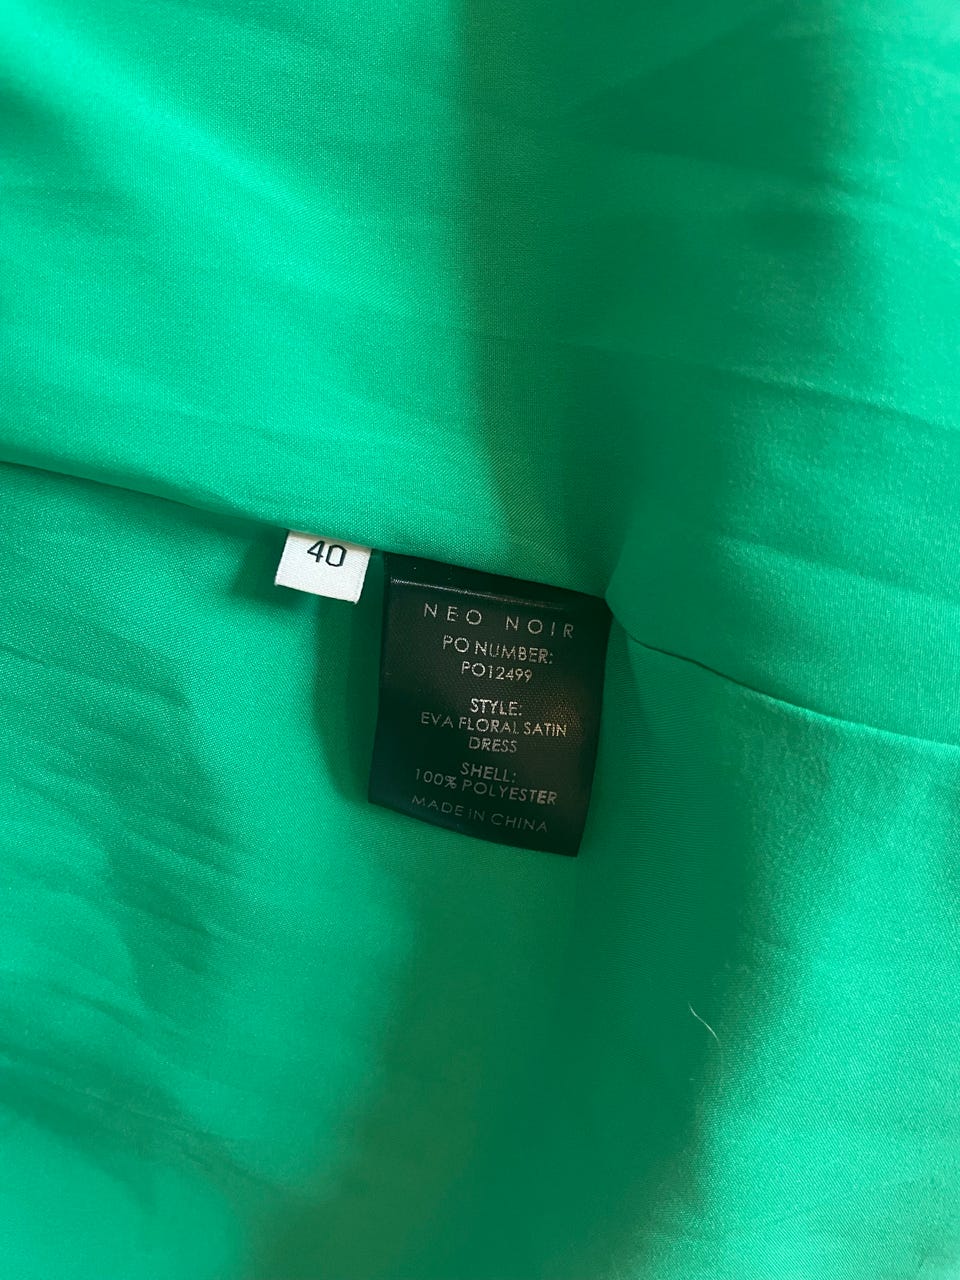 40
NEO NOIR
PO NUMBER:
PO12499
STYLE:
EVA FLORAL SATIN
DRESS
SHELL:
100% POLYESTER
MADE IN CHINA